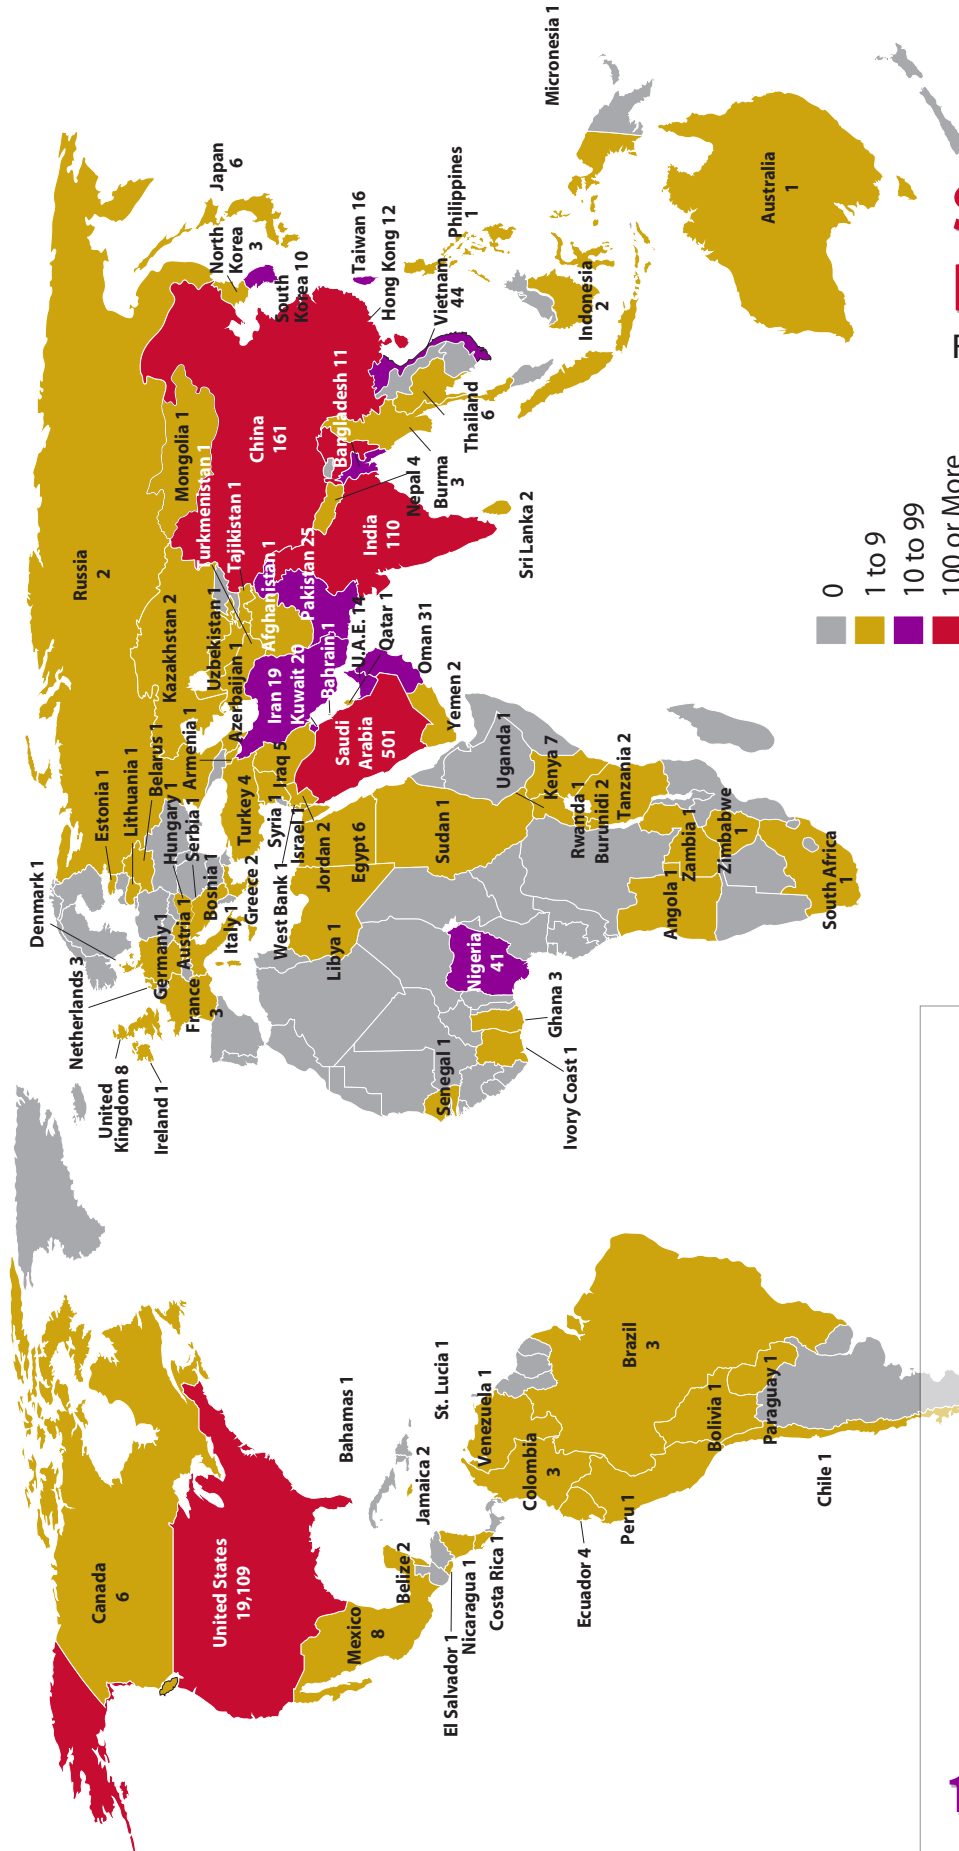 Canada
6
United States
19,109
Mexico
8
Bahamas 1
Jamaica 2
St. Lucia 1
Belize 2
El Salvador 1
Nicaragua 1
Costa Rica 1
Venezuela 1
Colombia
3
Ecuador 4
Peru 1
Brazil
3
Bolivia 1
Paraguay 1
Chile 1
Denmark 1
Netherlands 3
United
Kingdom 8
Ireland 1
Estonia 1
Lithuania 1
Belarus 1
Germany 1
Austria 1
France
3
Hungary 1
Serbia 1
Bosnia 1
Italy 1
Greece 2
Armenia 1
Azerbaijan 1
Turkey 4
Syria 1
Israel 1
West Bank 1
Jordan 2
Iraq 5
Egypt 6
Libya 1
Sudan 1
Senegal 1
Nigeria
41
Ghana 3
Ivory Coast 1
Uganda 1
Kenya 7
Rwanda 1
Burunidi 2
Tanzania 2
Angola 1
Zambia 1
Zimbabwe
1
South Africa
1
Russia
2
Kazakhstan 2
Uzbekistan 1
Turkmenistan 1
Tajikistan 1
Mongolia 1
China
161
North
Korea
3
South
Korea 10
Japan
6
Taiwan 16
Hong Kong 12
Iran 19
Kuwait 20
Bahrain 1
Afghanistan 1
Pakistan 25
U.A.E. 14
Qatar 1
Oman 31
Saudi
Arabia
501
Yemen 2
India
110
Nepal 4
Bangladesh 11
Burma
3
Sri Lanka 2
Thailand
6
Vietnam
44
Philippines
1
Indonesia
2
Micronesia 1
Australia
1
0
1 to 9
10 to 99
100 or More